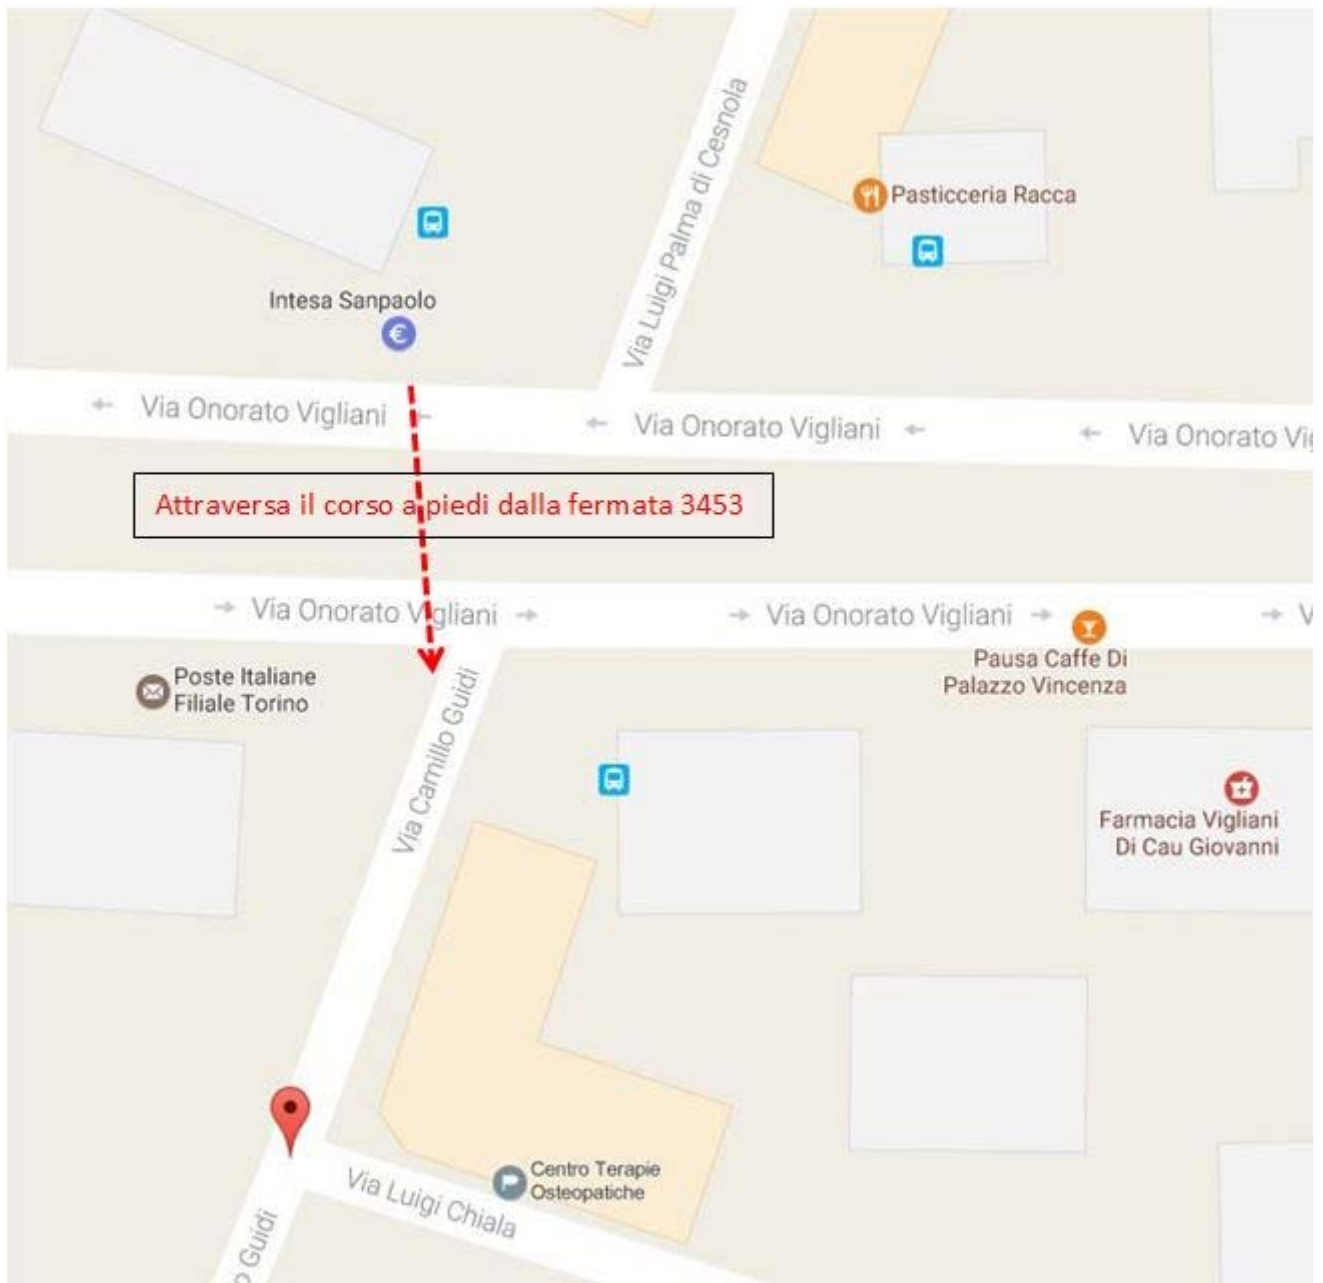 Via Luigi Palma di Cesnola
Pasticceria Racca
Intesa Sanpaolo
€
← Via Onorato Vigliani ←
← Via Onorato Vigliani ←
← Via Onorato Vig
Attraversa il corso a piedi dalla fermata 3453
→ Via Onorato Vigliani →
→ Via Onorato Vigliani →
→ V
Poste Italiane
Filiale Torino
Pausa Caffe Di
Palazzo Vincenza
Via Camillo Guidi
Farmacia Vigliani
Di Cau Giovanni
Centro Terapie
Osteopatiche
Via Luigi Chiala
o Guidi